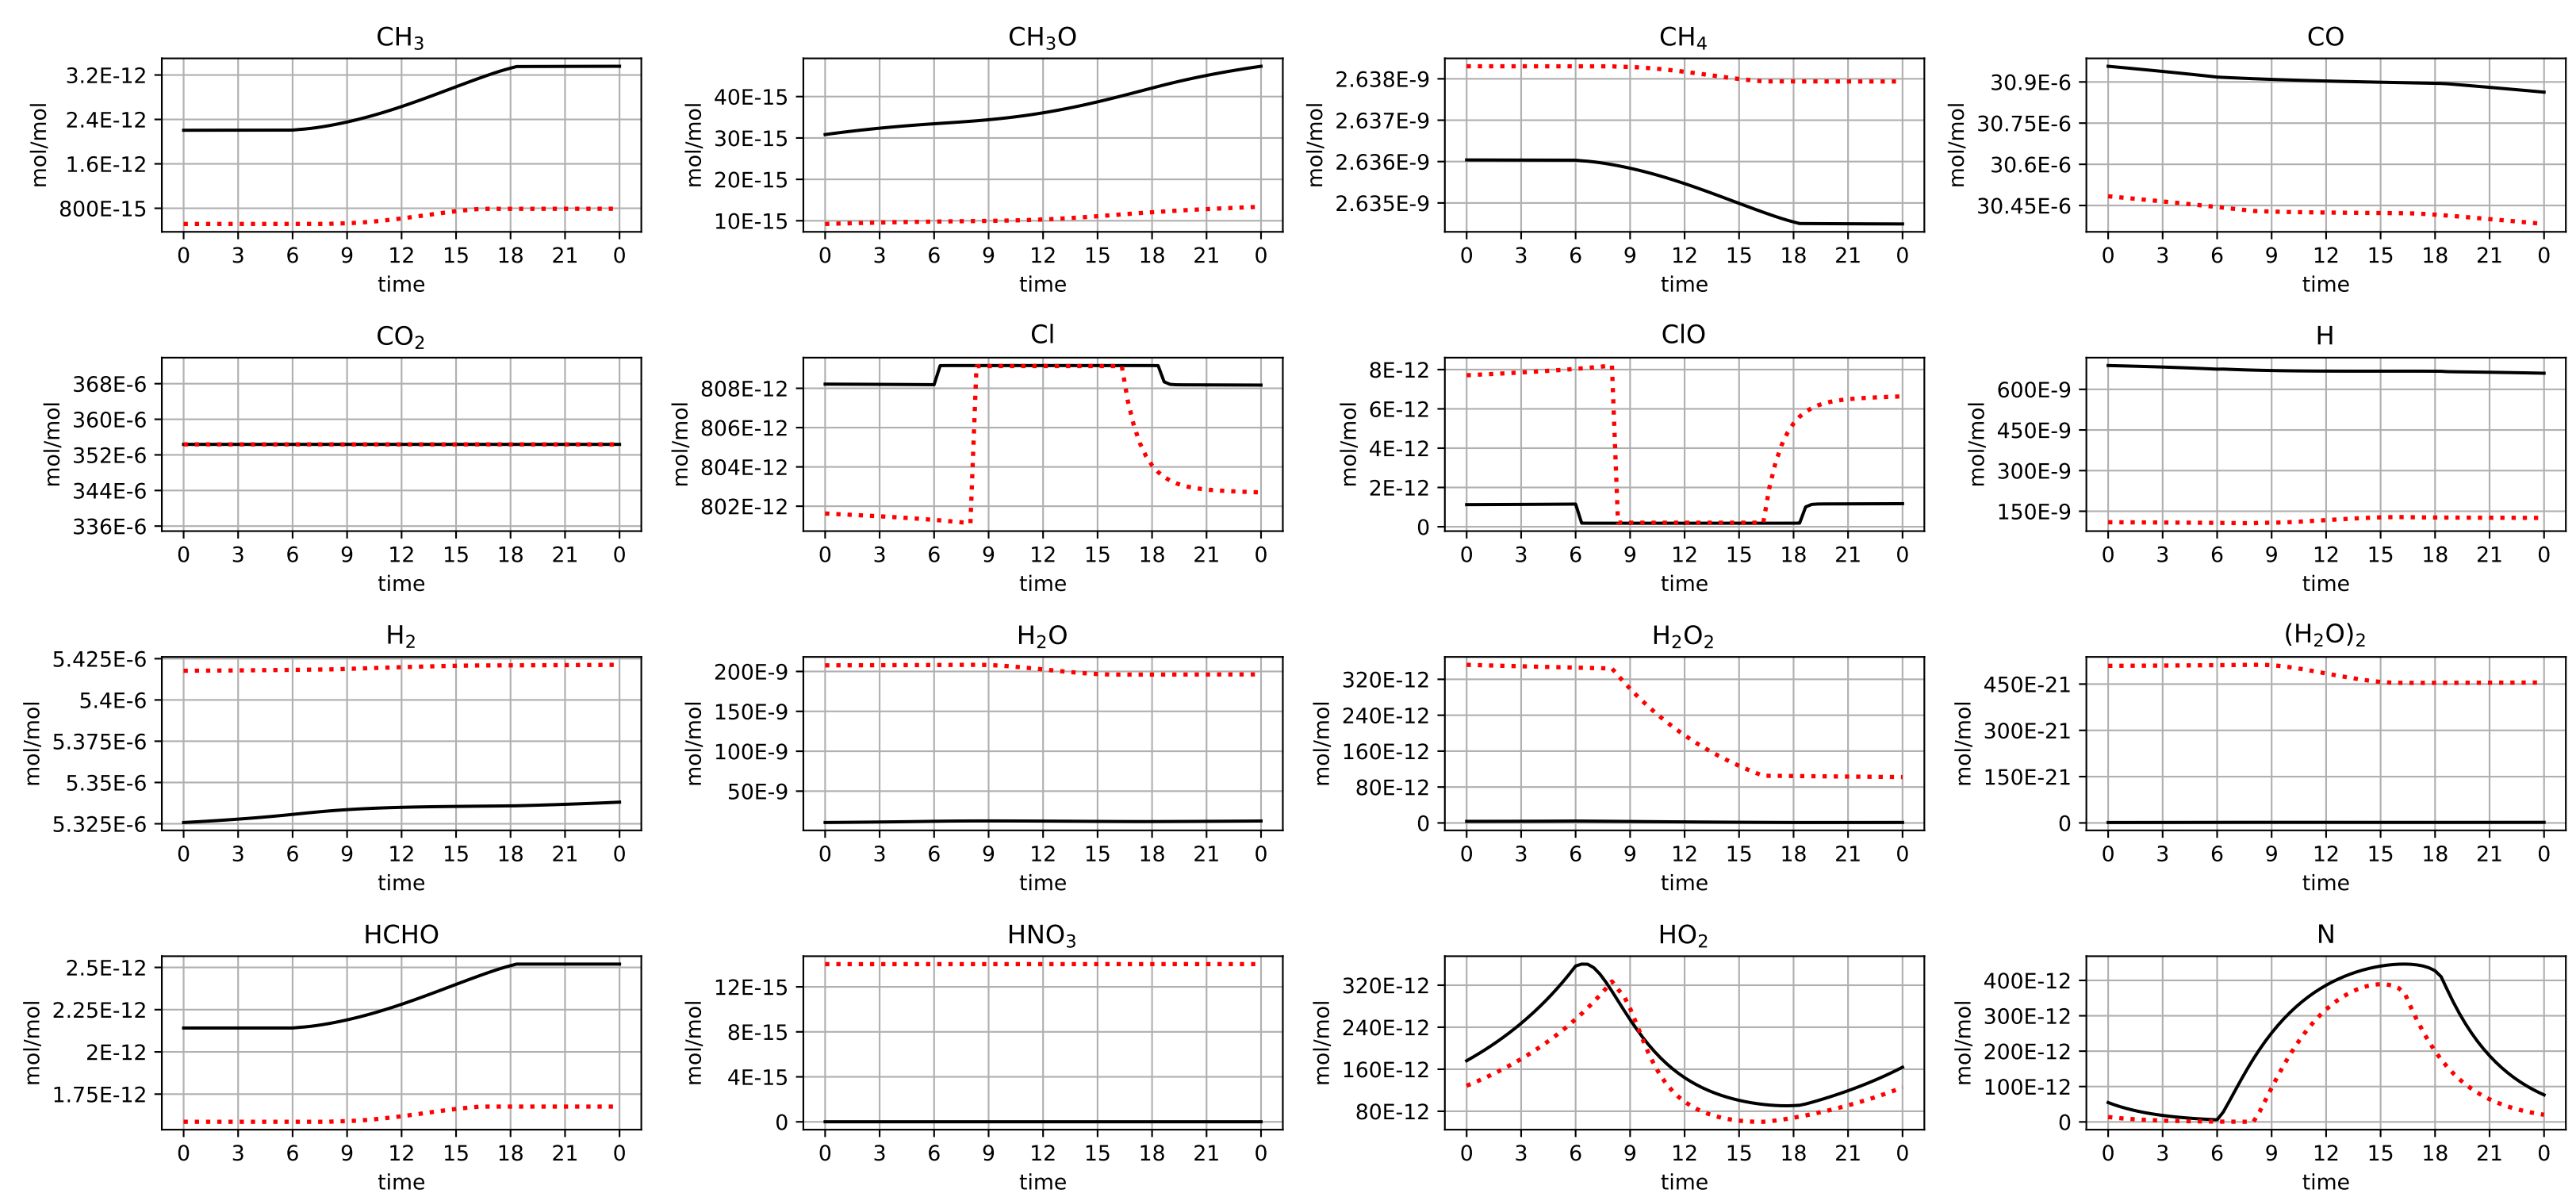 CH₃
mol/mol
3.2E-12
2.4E-12
1.6E-12
800E-15
0 3 6 9 12 15 18 21 0
time
CH₃O
mol/mol
40E-15
30E-15
20E-15
10E-15
0 3 6 9 12 15 18 21 0
time
CH₄
mol/mol
2.638E-9
2.637E-9
2.636E-9
2.635E-9
0 3 6 9 12 15 18 21 0
time
CO
mol/mol
30.9E-6
30.75E-6
30.6E-6
30.45E-6
0 3 6 9 12 15 18 21 0
time
CO₂
mol/mol
368E-6
360E-6
352E-6
344E-6
336E-6
0 3 6 9 12 15 18 21 0
time
Cl
mol/mol
808E-12
806E-12
804E-12
802E-12
0 3 6 9 12 15 18 21 0
time
ClO
mol/mol
8E-12
6E-12
4E-12
2E-12
0
0 3 6 9 12 15 18 21 0
time
H
mol/mol
600E-9
450E-9
300E-9
150E-9
0 3 6 9 12 15 18 21 0
time
H₂
mol/mol
5.425E-6
5.4E-6
5.375E-6
5.35E-6
5.325E-6
0 3 6 9 12 15 18 21 0
time
H₂O
mol/mol
200E-9
150E-9
100E-9
50E-9
0 3 6 9 12 15 18 21 0
time
H₂O₂
mol/mol
320E-12
240E-12
160E-12
80E-12
0
0 3 6 9 12 15 18 21 0
time
(H₂O)₂
mol/mol
450E-21
300E-21
150E-21
0
0 3 6 9 12 15 18 21 0
time
HCHO
mol/mol
2.5E-12
2.25E-12
2E-12
1.75E-12
0 3 6 9 12 15 18 21 0
time
HNO₃
mol/mol
12E-15
8E-15
4E-15
0
0 3 6 9 12 15 18 21 0
time
HO₂
mol/mol
320E-12
240E-12
160E-12
80E-12
0 3 6 9 12 15 18 21 0
time
N
mol/mol
400E-12
300E-12
200E-12
100E-12
0
0 3 6 9 12 15 18 21 0
time